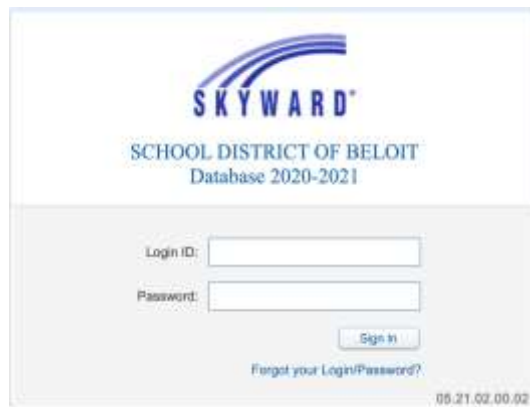 SKYWARD®
SCHOOL DISTRICT OF BELOIT
Database 2020-2021
Login ID:
Password:
Sign In
Forgot your Login/Password?
05.21.02.00.02